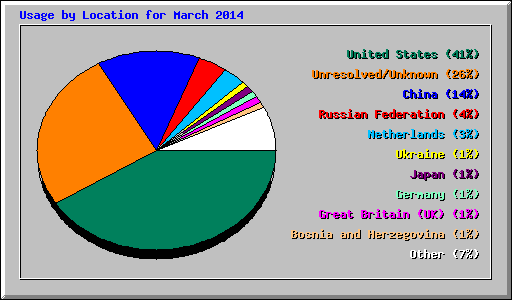 Usage by Location for March 2014
United States (41%)
Unresolved/Unknown (26%)
China (14%)
Russian Federation (4%)
Netherlands (3%)
Ukraine (1%)
Japan (1%)
Germany (1%)
Great Britain (UK) (1%)
Bosnia and Herzegovina (1%)
Other (7%)